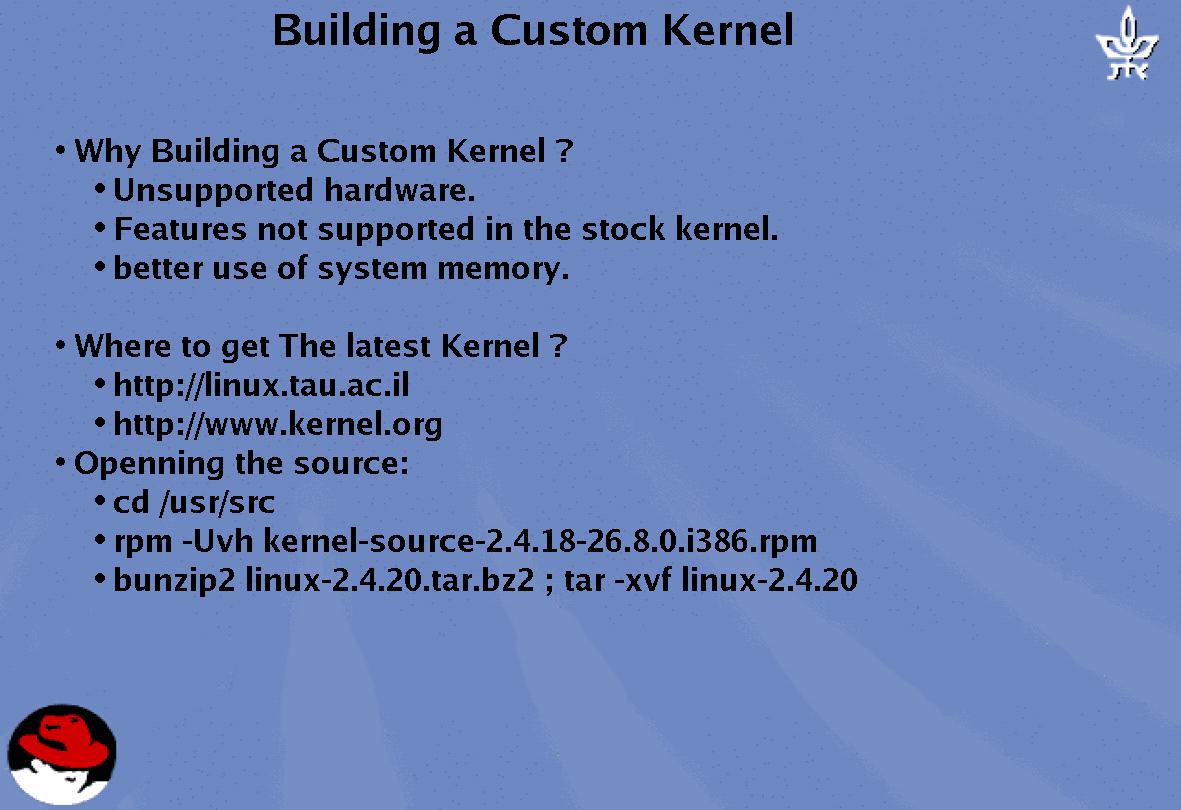 Building a Custom Kernel
• Why Building a Custom Kernel ?
• Unsupported hardware.
• Features not supported in the stock kernel.
• better use of system memory.
• Where to get The latest Kernel ?
• http://linux.tau.ac.il
• http://www.kernel.org
• Openning the source:
• cd /usr/src
• rpm -Uvh kernel-source-2.4.18-26.8.0.i386.rpm
• bunzip2 linux-2.4.20.tar.bz2 ; tar -xvf linux-2.4.20